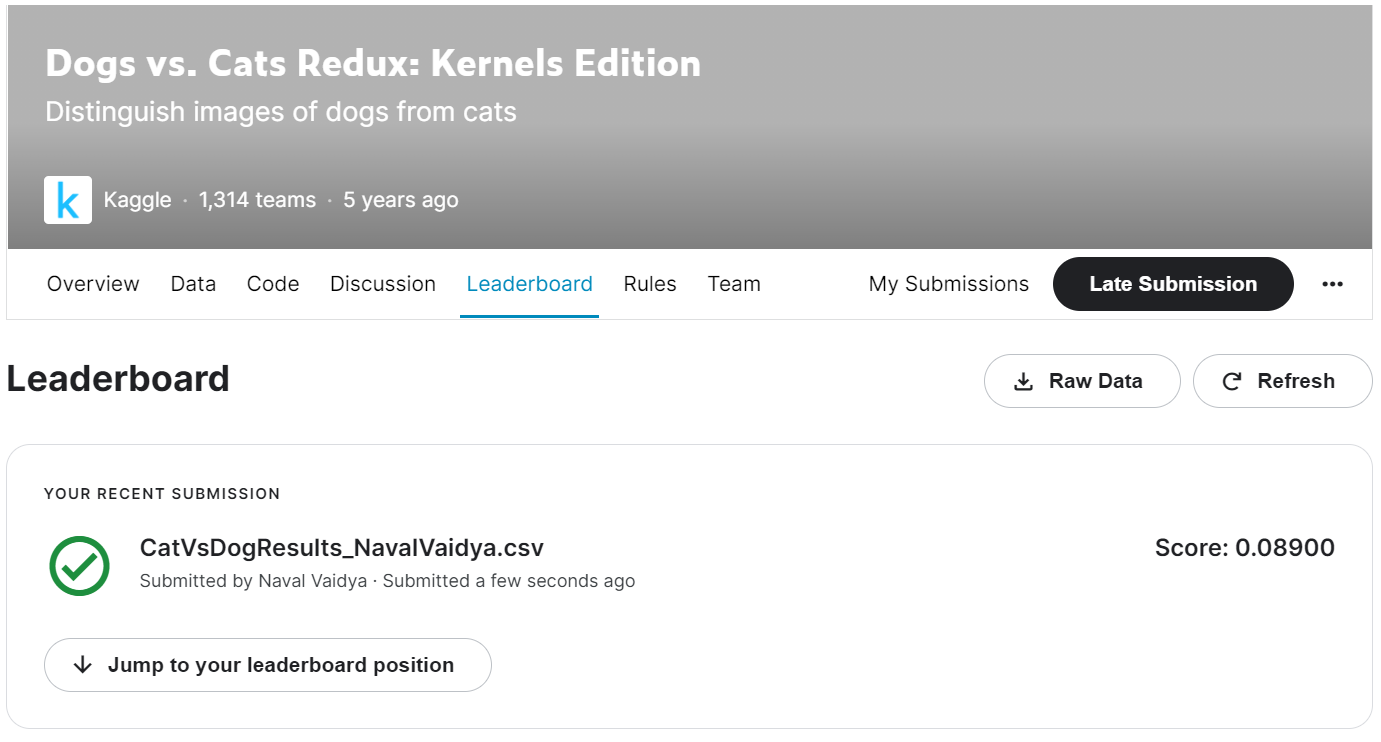 Dogs vs. Cats Redux: Kernels Edition
Distinguish images of dogs from cats
k Kaggle · 1,314 teams · 5 years ago
Overview Data Code Discussion Leaderboard Rules Team My Submissions Late Submission
Leaderboard Raw Data Refresh
YOUR RECENT SUBMISSION
CatVsDogResults_NavalVaidya.csv Score: 0.08900
Submitted by Naval Vaidya · Submitted a few seconds ago
Jump to your leaderboard position